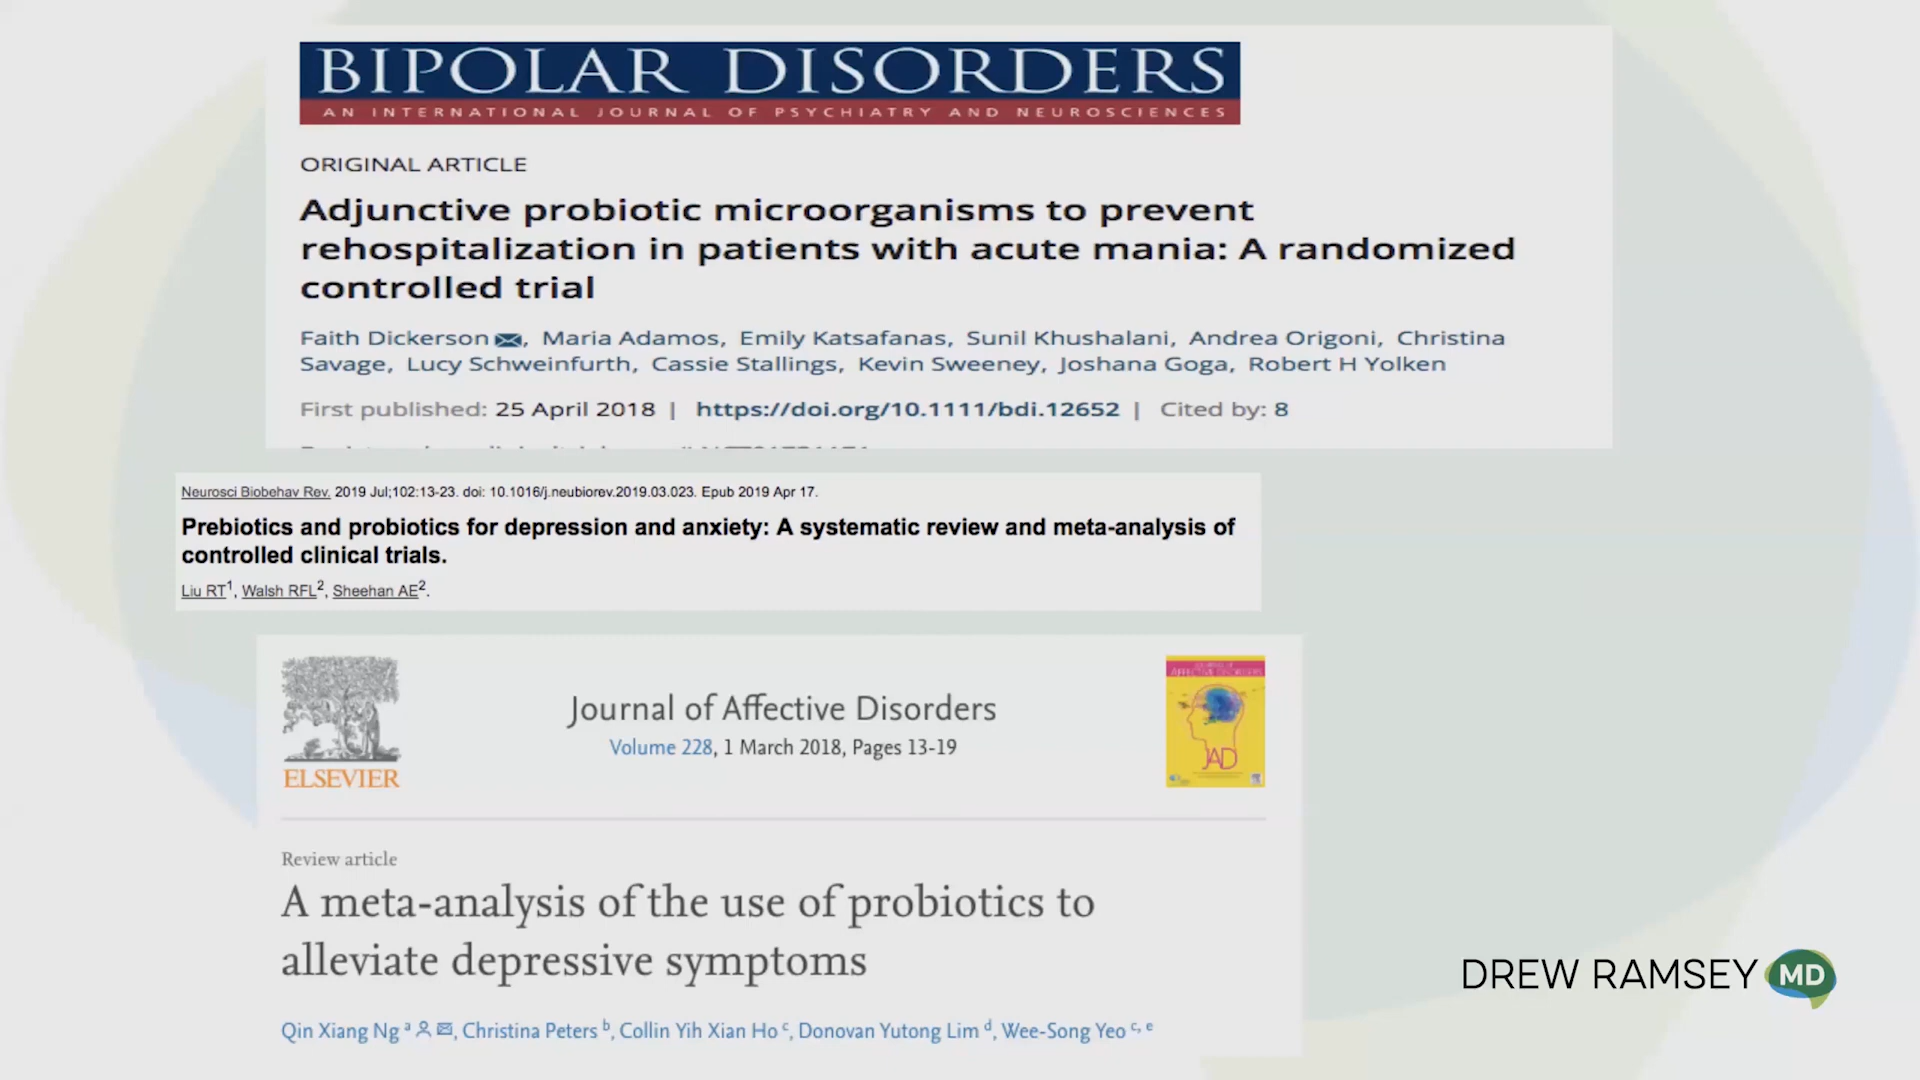 BIPOLAR DISORDERS
AN INTERNATIONAL JOURNAL OF PSYCHIATRY AND NEUROSCIENCES
ORIGINAL ARTICLE
Adjunctive probiotic microorganisms to prevent
rehospitalization in patients with acute mania: A randomized
controlled trial
Faith Dickerson, Maria Adamos, Emily Katsafanas, Sunil Khushalani, Andrea Origoni, Christina
Savage, Lucy Schweinfurth, Cassie Stallings, Kevin Sweeney, Joshana Goga, Robert H Yolken
First published: 25 April 2018 | https://doi.org/10.1111/bdi.12652 | Cited by: 8
Neurosci Biobehav Rev. 2019 Jul;102:13-23. doi: 10.1016/j.neubiorev.2019.03.023. Epub 2019 Apr 17.
Prebiotics and probiotics for depression and anxiety: A systematic review and meta-analysis of
controlled clinical trials.
Liu RT1, Walsh RFL2, Sheehan AE2.
ELSEVIER
Journal of Affective Disorders
Volume 228, 1 March 2018, Pages 13-19
JOURNAL OF
AFFECTIVE DISORDERS
JAD
Review article
A meta-analysis of the use of probiotics to
alleviate depressive symptoms
Qin Xiang Ng a, Christina Peters b, Collin Yih Xian Ho c, Donovan Yutong Lim d, Wee-Song Yeo c, e
DREW RAMSEY MD